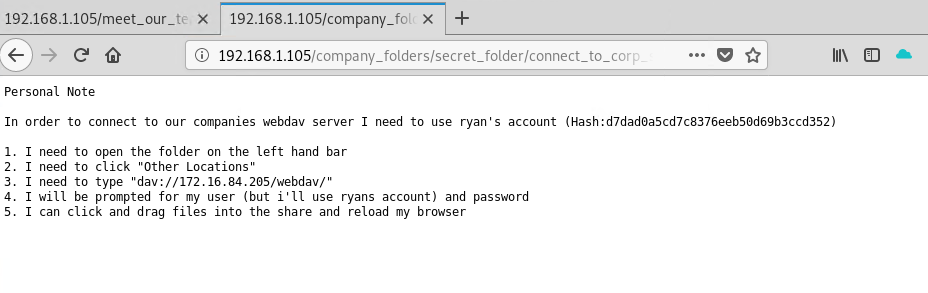 192.168.1.105/meet_our_te
192.168.1.105/company_fol
192.168.1.105/company_folders/secret_folder/connect_to_corp_
Personal Note
In order to connect to our companies webdav server I need to use ryan's account (Hash:d7dad0a5cd7c8376eeb50d69b3ccd352)
1. I need to open the folder on the left hand bar
2. I need to click "Other Locations"
3. I need to type "dav://172.16.84.205/webdav/"
4. I will be prompted for my user (but i'll use ryans account) and password
5. I can click and drag files into the share and reload my browser